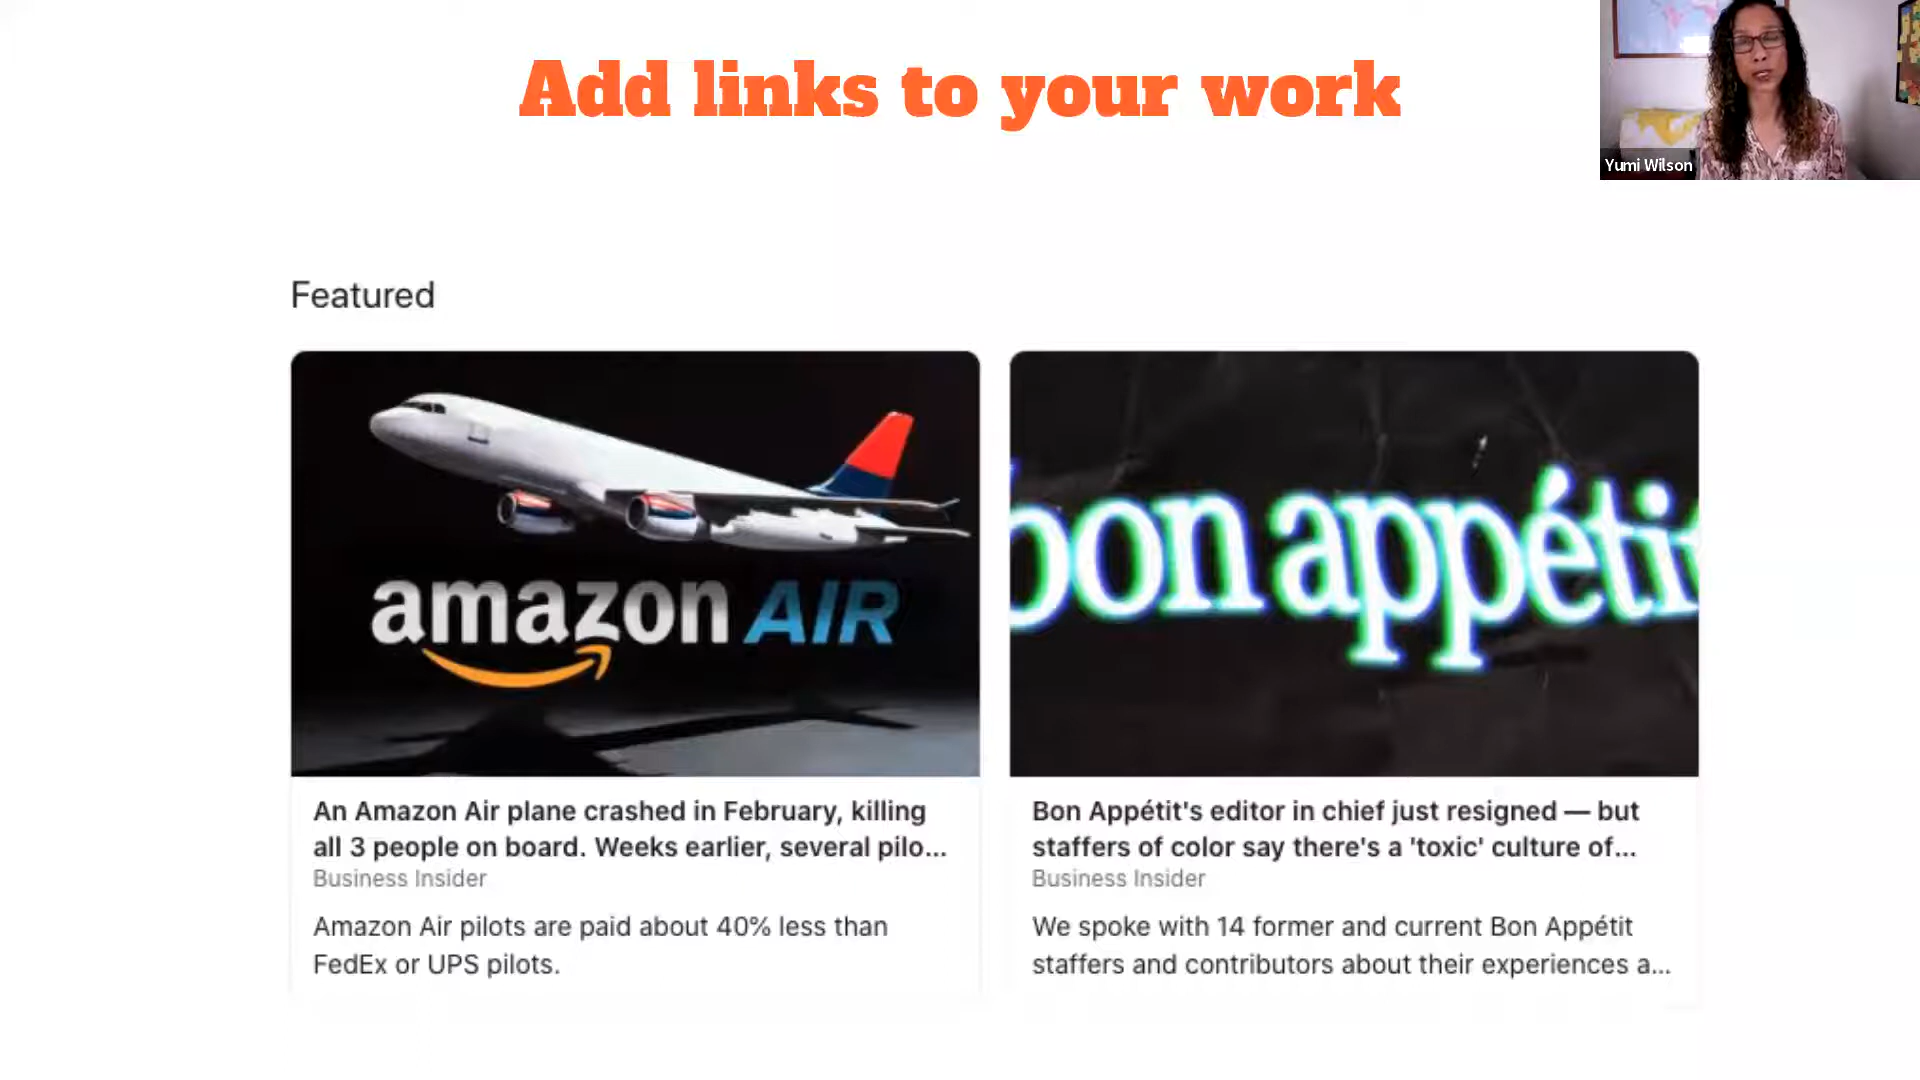 Add links to your work
Yumi Wilson
Featured
amazon AIR
An Amazon Air plane crashed in February, killing
all 3 people on board. Weeks earlier, several pilo...
Business Insider
Amazon Air pilots are paid about 40% less than
FedEx or UPS pilots.
bon appétit
Bon Appétit's editor in chief just resigned — but
staffers of color say there's a 'toxic' culture of...
Business Insider
We spoke with 14 former and current Bon Appétit
staffers and contributors about their experiences a...